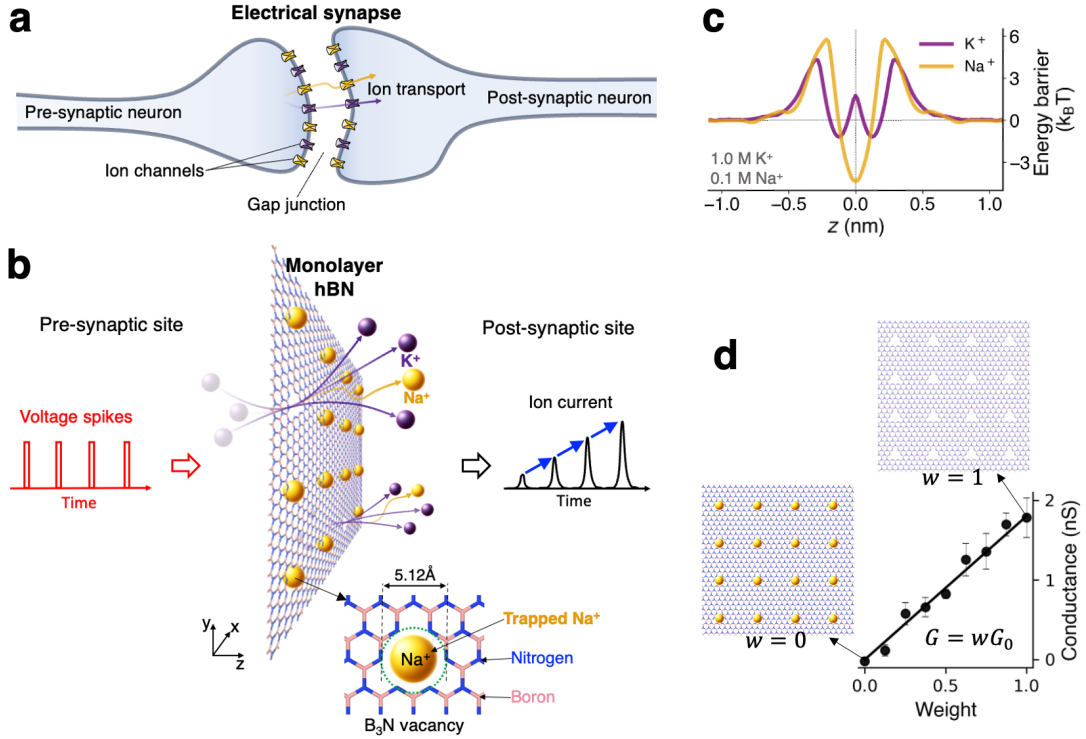 a
Electrical synapse
Pre-synaptic neuron
Ion transport
Post-synaptic neuron
Ion channels
Gap junction
c
K+
Na+
1.0 M K+
0.1 M Na+
6
3
0
−3
Energy barrier
(kBT)
−1.0 −0.5 0.0 0.5 1.0
z (nm)
b
Monolayer
hBN
Pre-synaptic site
Post-synaptic site
K+
Na+
Voltage spikes
Time
Ion current
Time
5.12Å
Trapped Na+
Na+
Nitrogen
Boron
B3N vacancy
y
x
z
d
w = 1
w = 0
G = wG0
2
1
0
Conductance (nS)
0.0 0.5 1.0
Weight